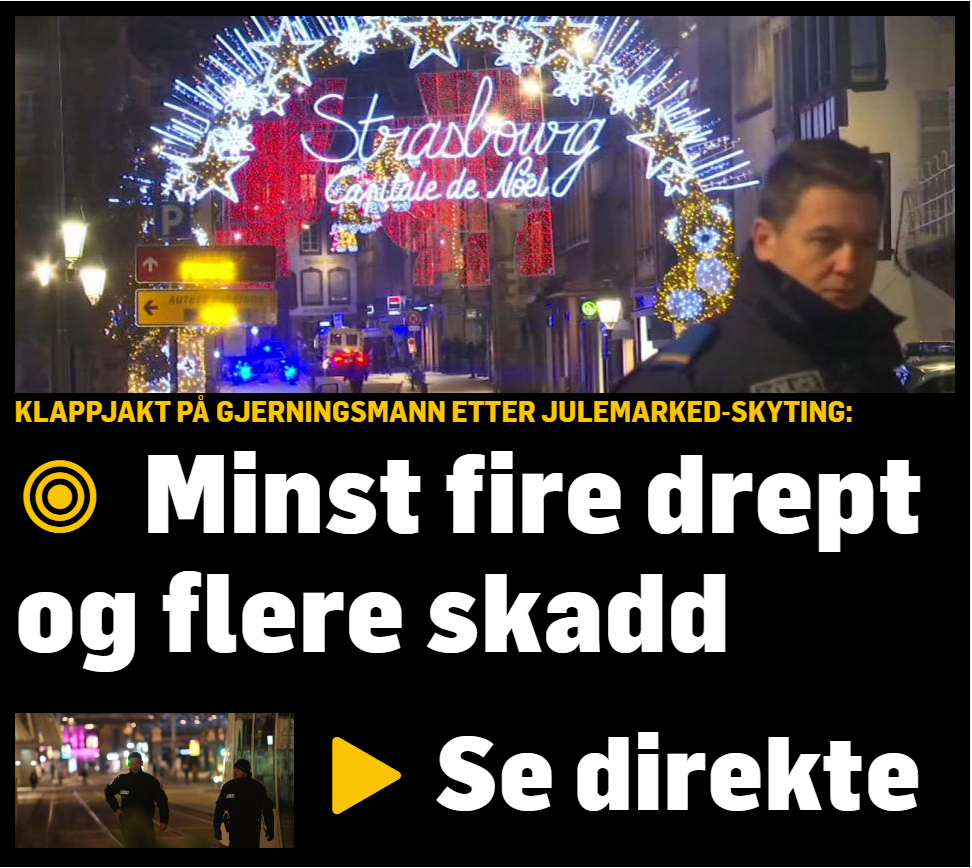 Strasbourg
Capitale de Noël
P
KLAPPJAKT PÅ GJERNINGSMANN ETTER JULEMARKED-SKYTING:
Minst fire drept
og flere skadd
Se direkte